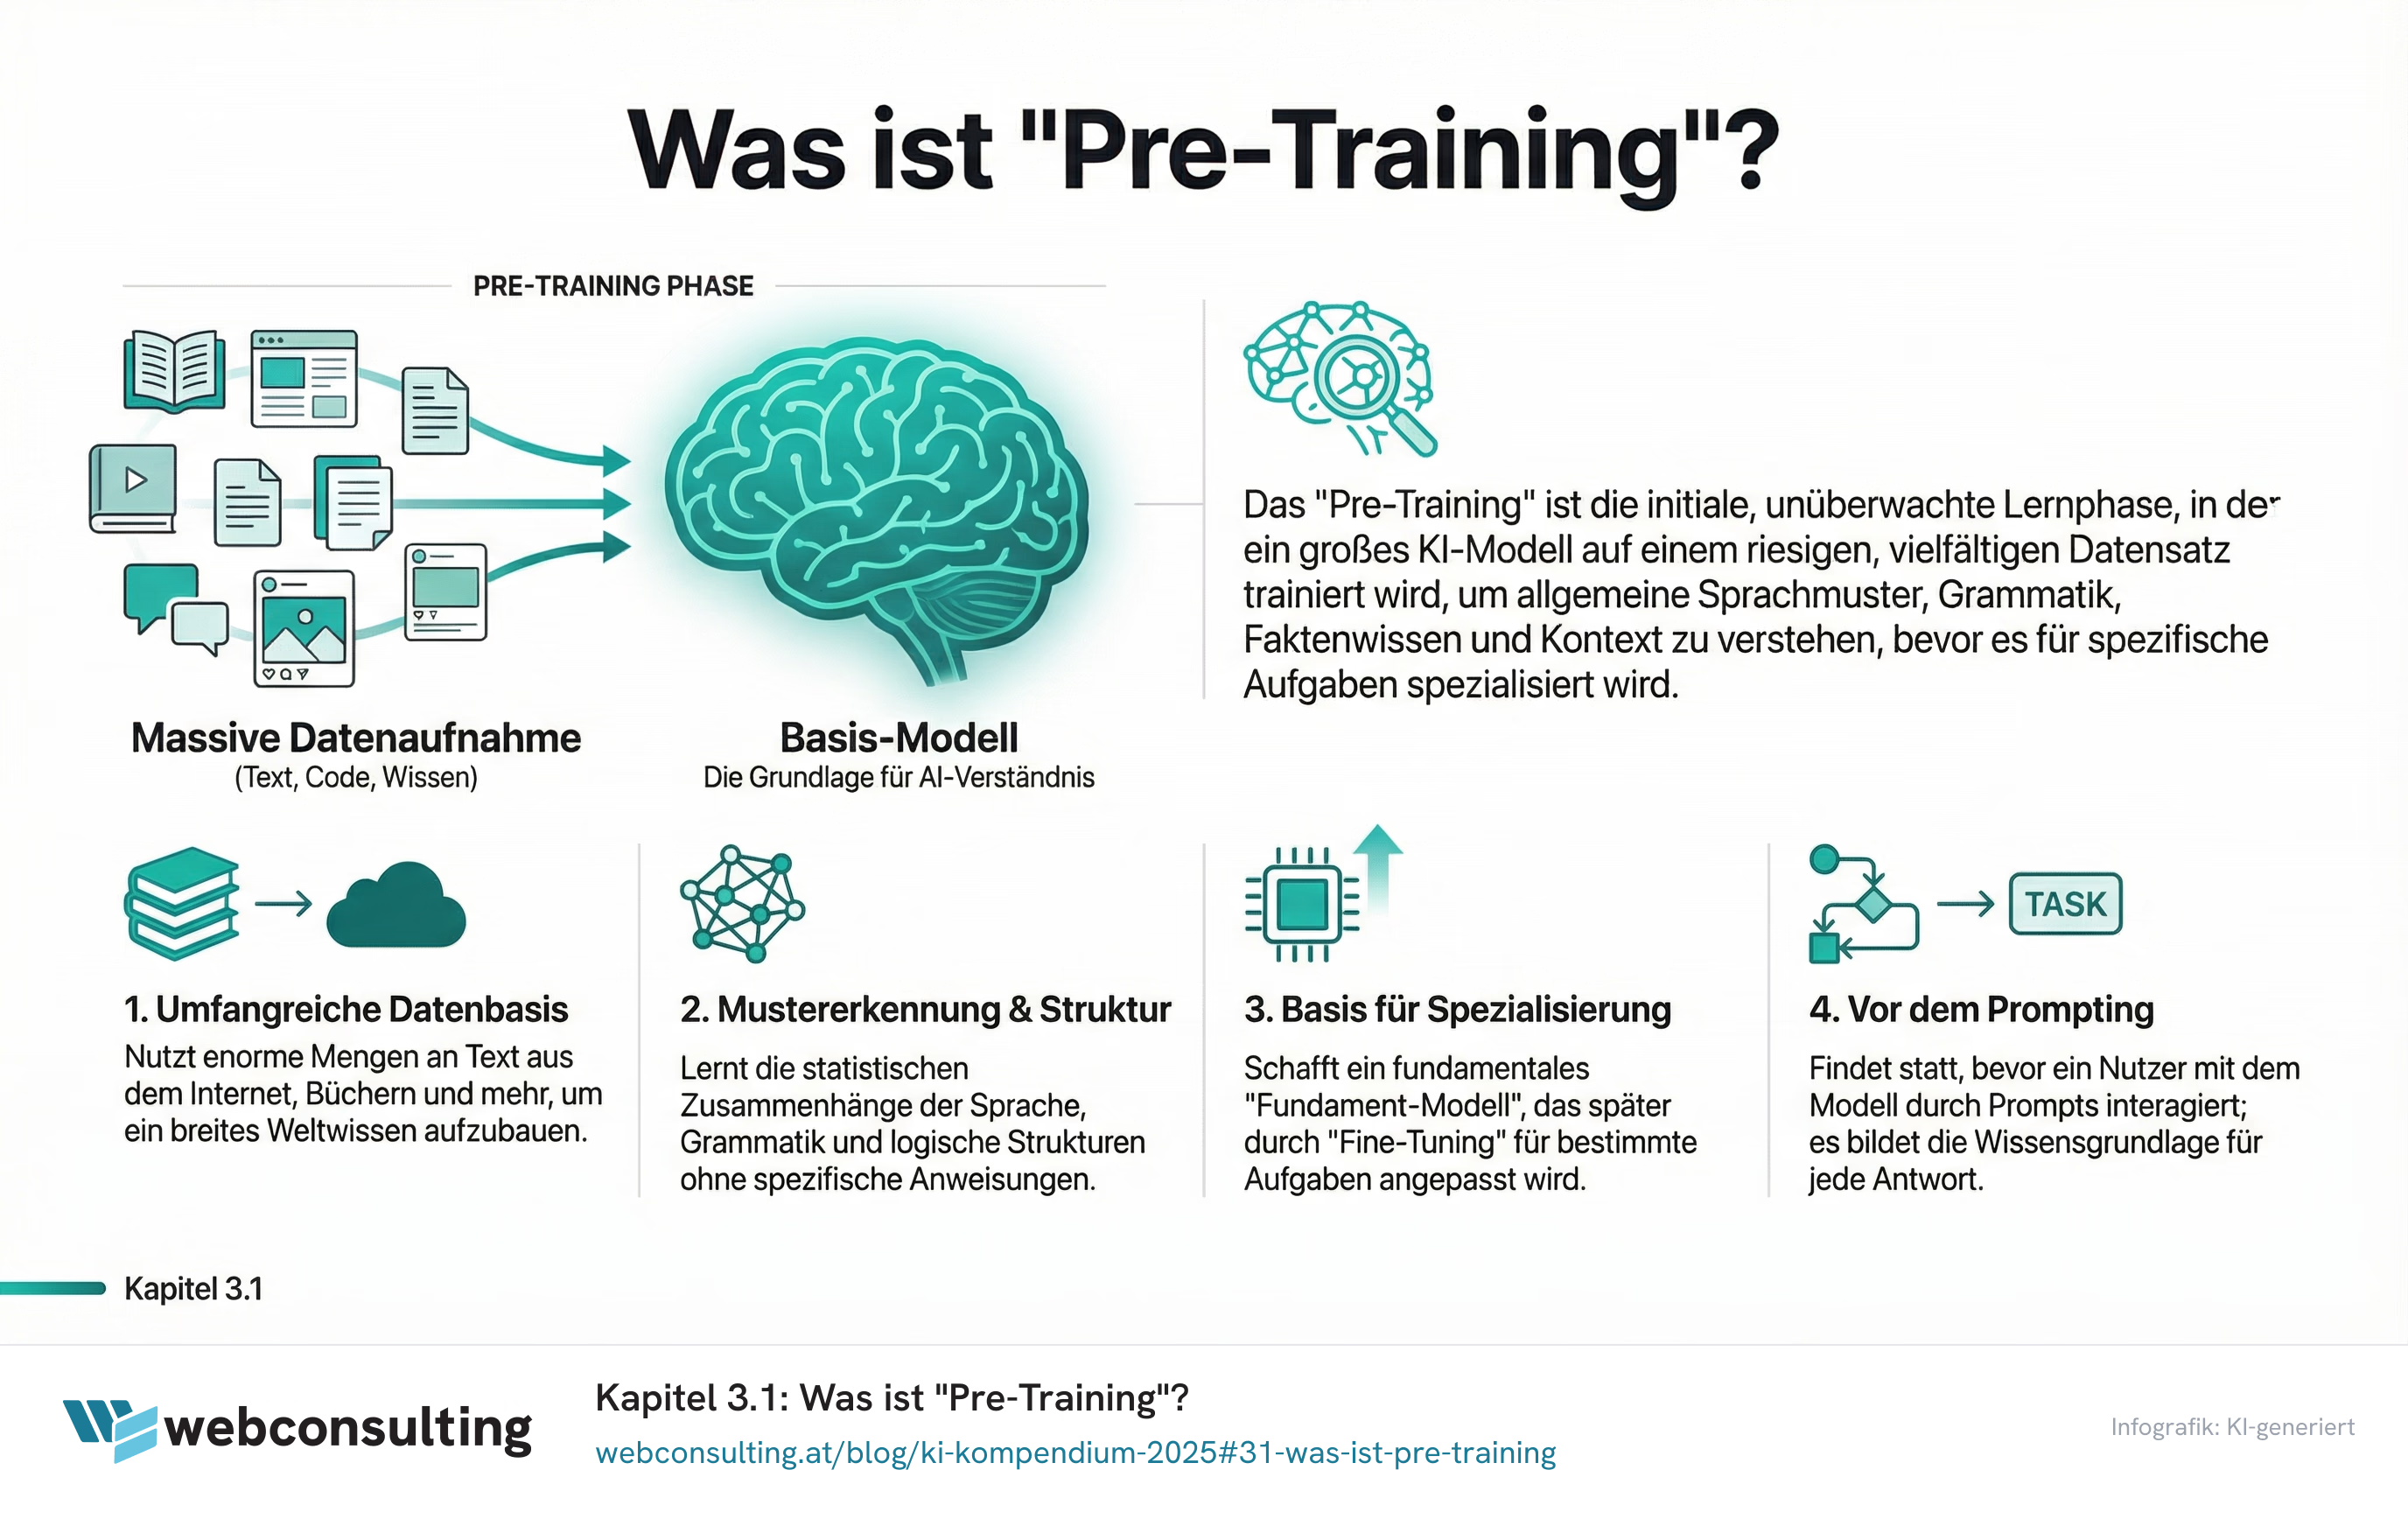 Was ist "Pre-Training"?
PRE-TRAINING PHASE
Massive Datenaufnahme
(Text, Code, Wissen)
Basis-Modell
Die Grundlage für AI-Verständnis
Das "Pre-Training" ist die initiale, unüberwachte Lernphase, in der
ein großes KI-Modell auf einem riesigen, vielfältigen Datensatz
trainiert wird, um allgemeine Sprachmuster, Grammatik,
Faktenwissen und Kontext zu verstehen, bevor es für spezifische
Aufgaben spezialisiert wird.
1. Umfangreiche Datenbasis
Nutzt enorme Mengen an Text aus
dem Internet, Büchern und mehr, um
ein breites Weltwissen aufzubauen.
2. Mustererkennung & Struktur
Lernt die statistischen
Zusammenhänge der Sprache,
Grammatik und logische Strukturen
ohne spezifische Anweisungen.
3. Basis für Spezialisierung
Schafft ein fundamentales
"Fundament-Modell", das später
durch "Fine-Tuning" für bestimmte
Aufgaben angepasst wird.
TASK
4. Vor dem Prompting
Findet statt, bevor ein Nutzer mit dem
Modell durch Prompts interagiert;
es bildet die Wissensgrundlage für
jede Antwort.
Kapitel 3.1
webconsulting
Kapitel 3.1: Was ist "Pre-Training"?
webconsulting.at/blog/ki-kompendium-2025#31-was-ist-pre-training
Infografik: KI-generiert